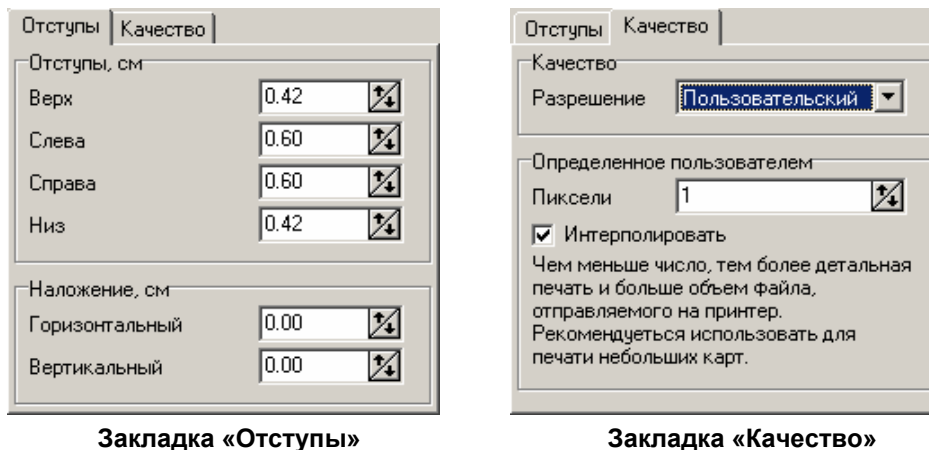 Отступы Качество
Отступы, см
Верх 0.42
Слева 0.60
Справа 0.60
Низ 0.42
Наложение, см
Горизонтальный 0.00
Вертикальный 0.00
Закладка «Отступы»
Отступы Качество
Качество
Разрешение Пользовательский
Определенное пользователем
Пиксели 1
Интерполировать
Чем меньше число, тем более детальная
печать и больше объем файла,
отправляемого на принтер.
Рекомендуеться использовать для
печати небольших карт.
Закладка «Качество»